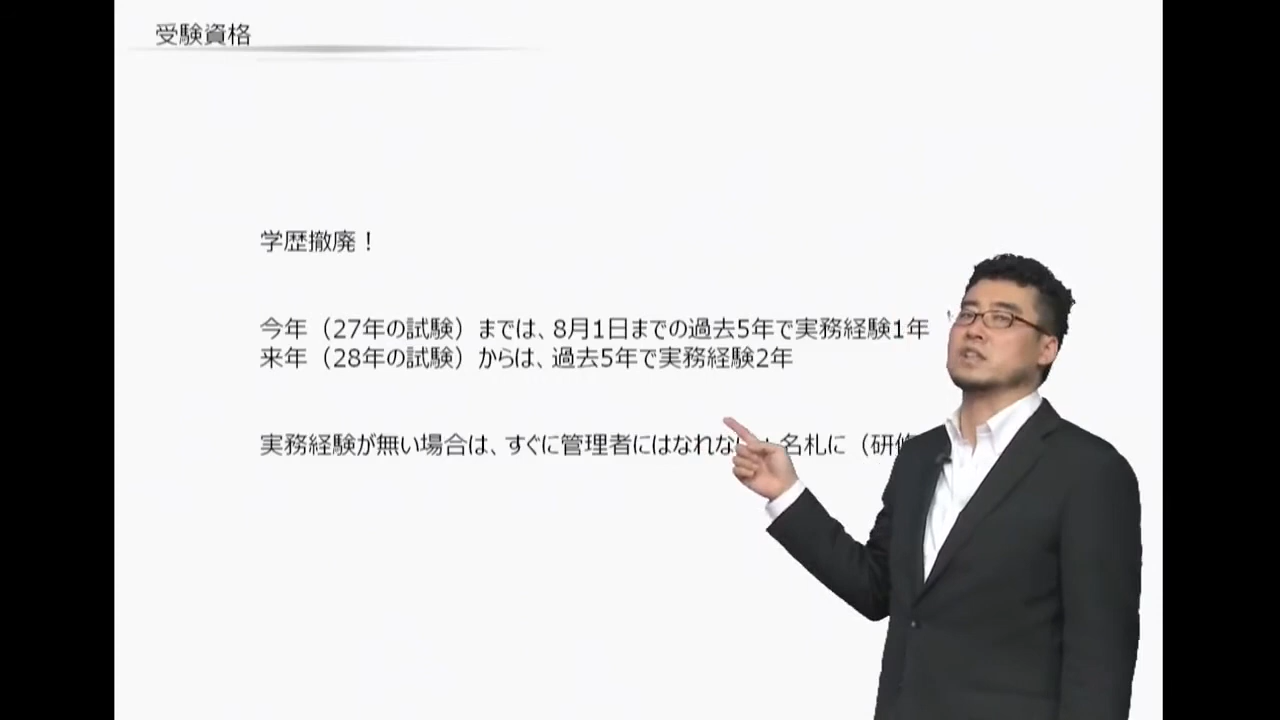 受験資格
学歴撤廃！
今年（27年の試験）までは、8月1日までの過去5年で実務経験1年
来年（28年の試験）からは、過去5年で実務経験2年
実務経験が無い場合は、すぐに管理者にはなれな 名札に（研